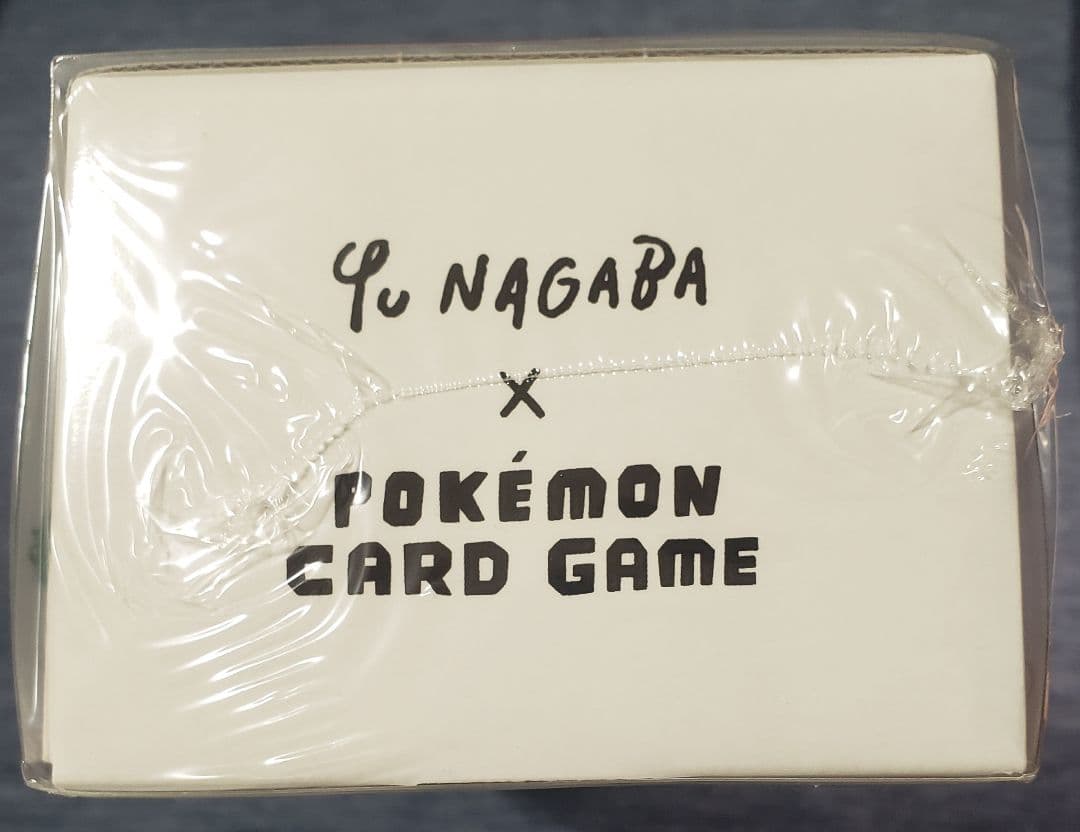 Yu NAGABA
×
POKÉMON
CARD GAME